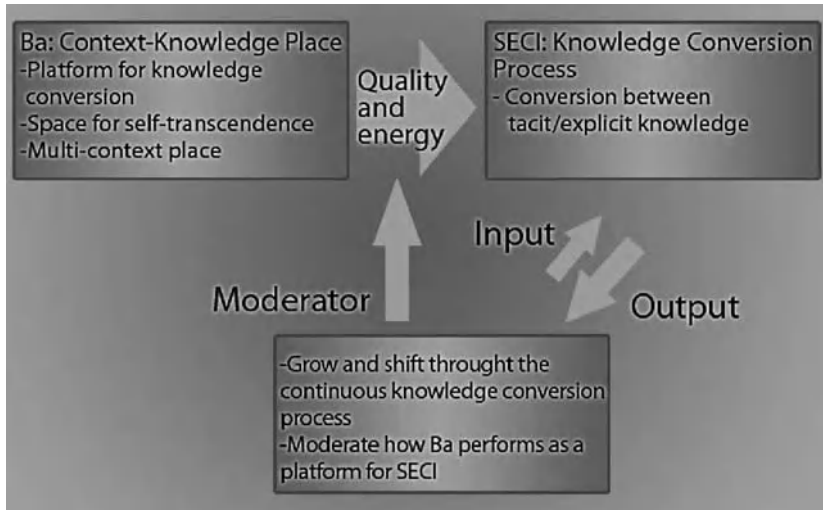 Ba: Context-Knowledge Place
-Platform for knowledge
conversion
-Space for self-transcendence
-Multi-context place
Quality
and
energy
SECI: Knowledge Conversion
Process
- Conversion between
tacit/explicit knowledge
Input
Output
Moderator
-Grow and shift throught the
continuous knowledge conversion
process
-Moderate how Ba performs as a
platform for SECI